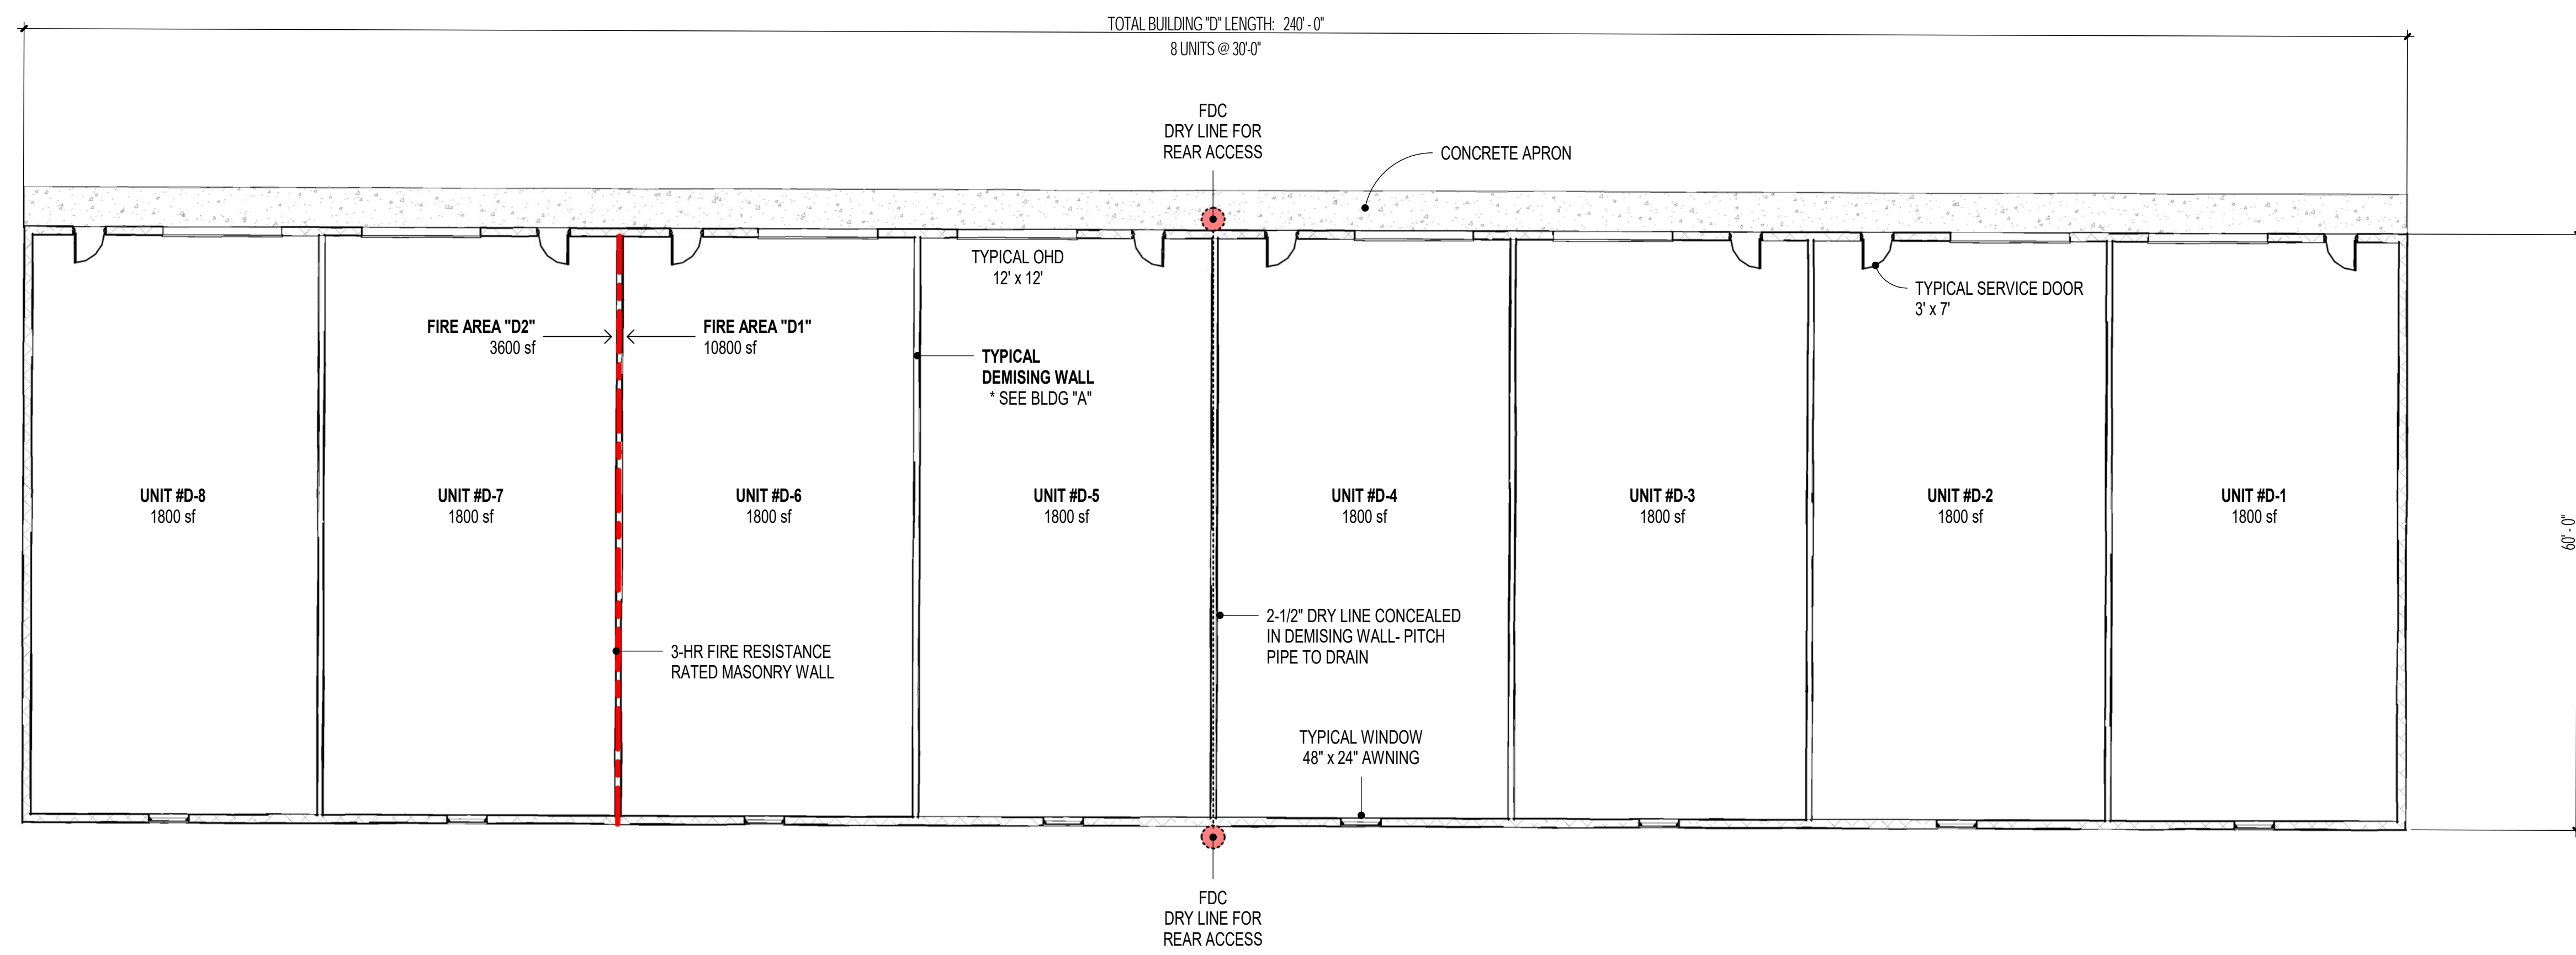 TOTAL BUILDING "D" LENGTH: 240' - 0"
8 UNITS @ 30'-0"
FDC
DRY LINE FOR
REAR ACCESS
CONCRETE APRON
TYPICAL OHD
12' x 12'
TYPICAL SERVICE DOOR
3' x 7'
FIRE AREA "D2"
3600 sf
FIRE AREA "D1"
10800 sf
TYPICAL
DEMISING WALL
* SEE BLDG "A"
UNIT #D-8
1800 sf
UNIT #D-7
1800 sf
UNIT #D-6
1800 sf
UNIT #D-5
1800 sf
UNIT #D-4
1800 sf
UNIT #D-3
1800 sf
UNIT #D-2
1800 sf
UNIT #D-1
1800 sf
60' - 0"
2-1/2" DRY LINE CONCEALED
IN DEMISING WALL- PITCH
PIPE TO DRAIN
3-HR FIRE RESISTANCE
RATED MASONRY WALL
TYPICAL WINDOW
48" x 24" AWNING
FDC
DRY LINE FOR
REAR ACCESS